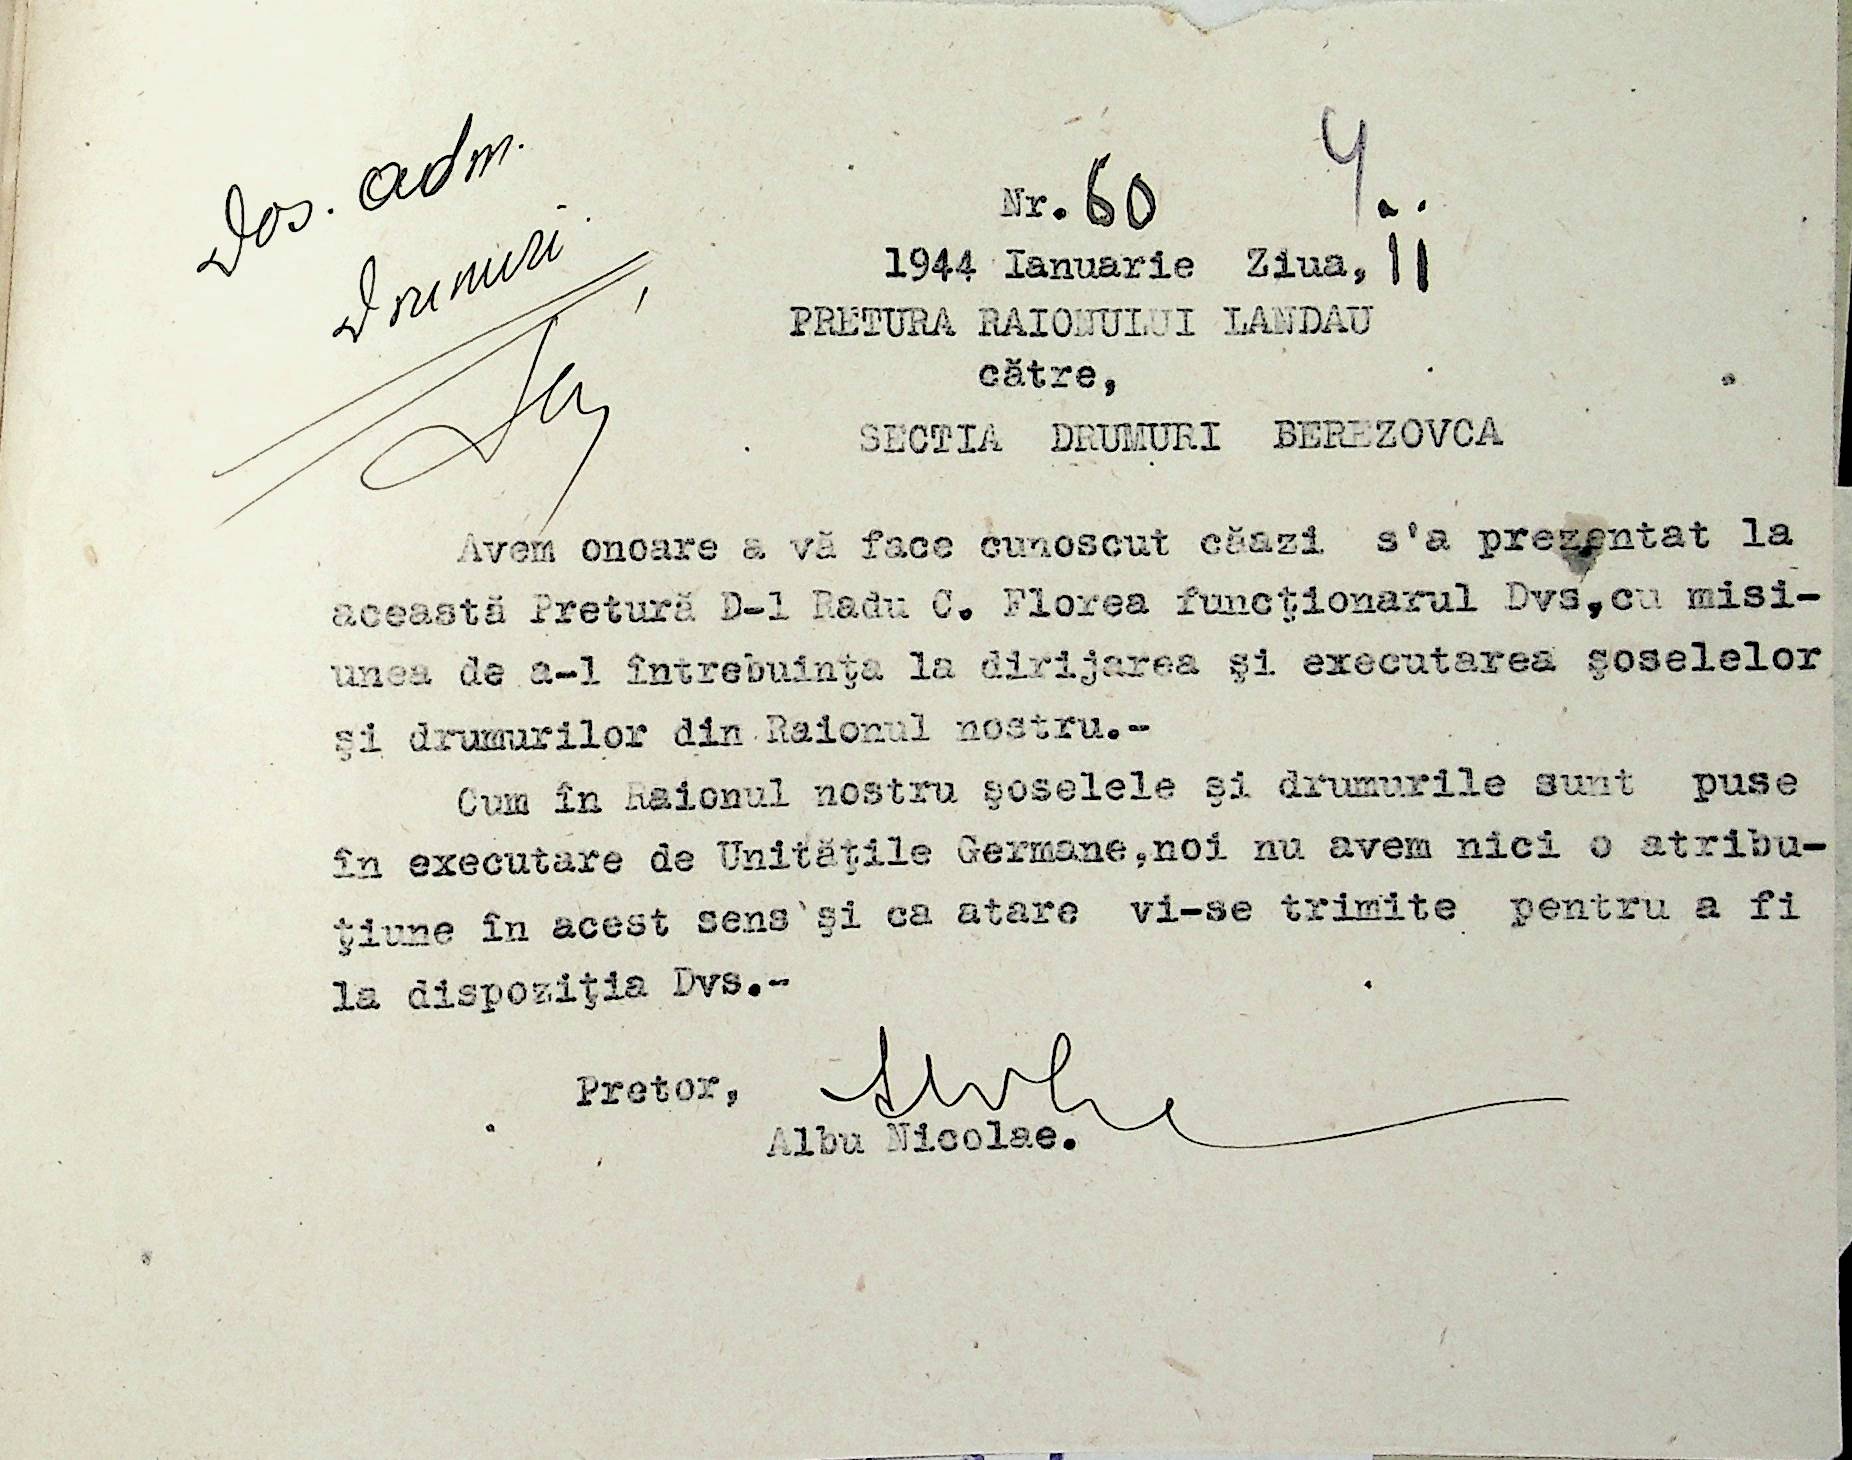 Dos. adm.
Drumuri
4
Nr. 60
1944 Ianuarie Ziua, 11
PRETURA RAIONULUI LANDAU
către,
SECTIA DRUMURI BEREZOVCA
Avem onoare a vă face cunoscut căazi s'a prezentat la
această Pretură D-l Radu C. Florea funcţionarul Dvs,cu misi-
unea de a-l întrebuinţa la dirijarea şi executarea şoselelor
şi drumurilor din Raionul nostru.-
Cum în Raionul nostru şoselele şi drumurile sunt puse
în executare de Unităţile Germane,noi nu avem nici o atribu-
ţiune în acest sens şi ca atare vi-se trimite pentru a fi
la dispoziţia Dvs.-
Pretor,
Albu Nicolae.